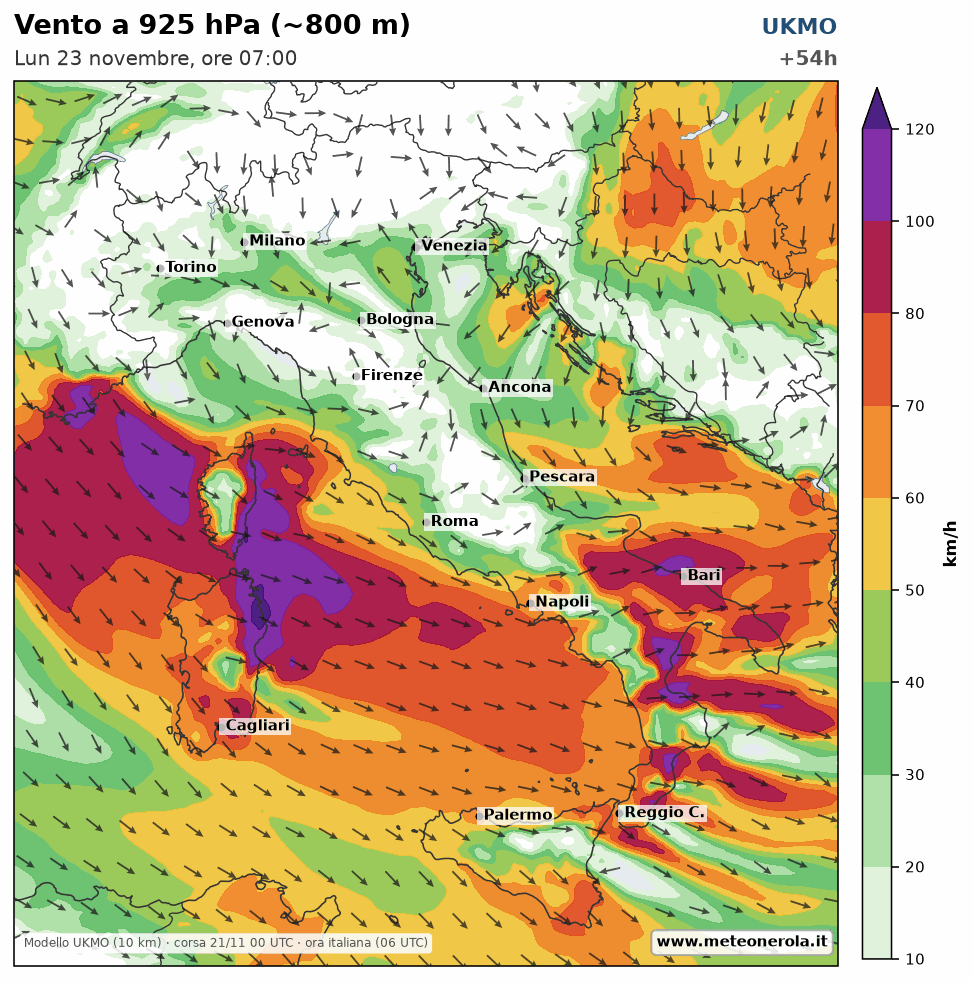 Vento a 925 hPa (~800 m)
UKMO
Lun 23 novembre, ore 07:00
+54h
120
100
80
70
60
50
40
30
20
10
km/h
Milano
Venezia
Torino
Genova
Bologna
Firenze
Ancona
Pescara
Roma
Bari
Napoli
Cagliari
Palermo
Reggio C.
Modello UKMO (10 km) · corsa 21/11 00 UTC · ora italiana (06 UTC)
www.meteonerola.it